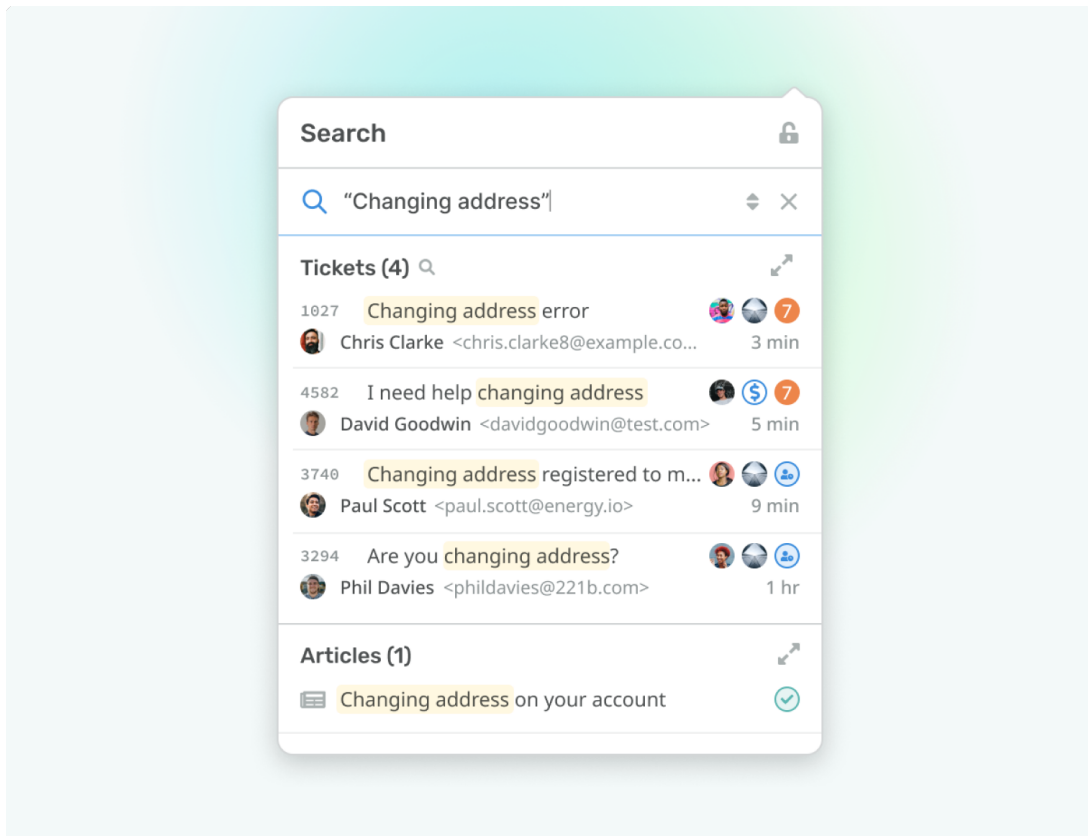 Search
“Changing address”
Tickets (4)
1027 Changing address error 7
Chris Clarke <chris.clarke8@example.co... 3 min
4582 I need help changing address $ 7
David Goodwin <davidgoodwin@test.com> 5 min
3740 Changing address registered to m...
Paul Scott <paul.scott@energy.io> 9 min
3294 Are you changing address?
Phil Davies <phildavies@221b.com> 1 hr
Articles (1)
Changing address on your account